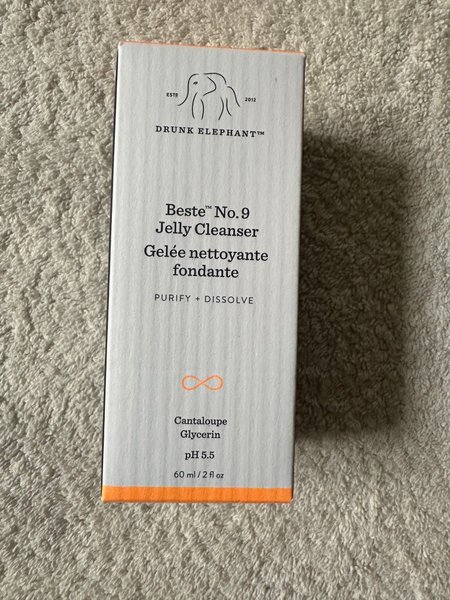 ESTD 2012
DRUNK ELEPHANT™
Beste™ No. 9
Jelly Cleanser
Gelée nettoyante
fondante
PURIFY + DISSOLVE
Cantaloupe
Glycerin
pH 5.5
60 ml / 2 fl oz